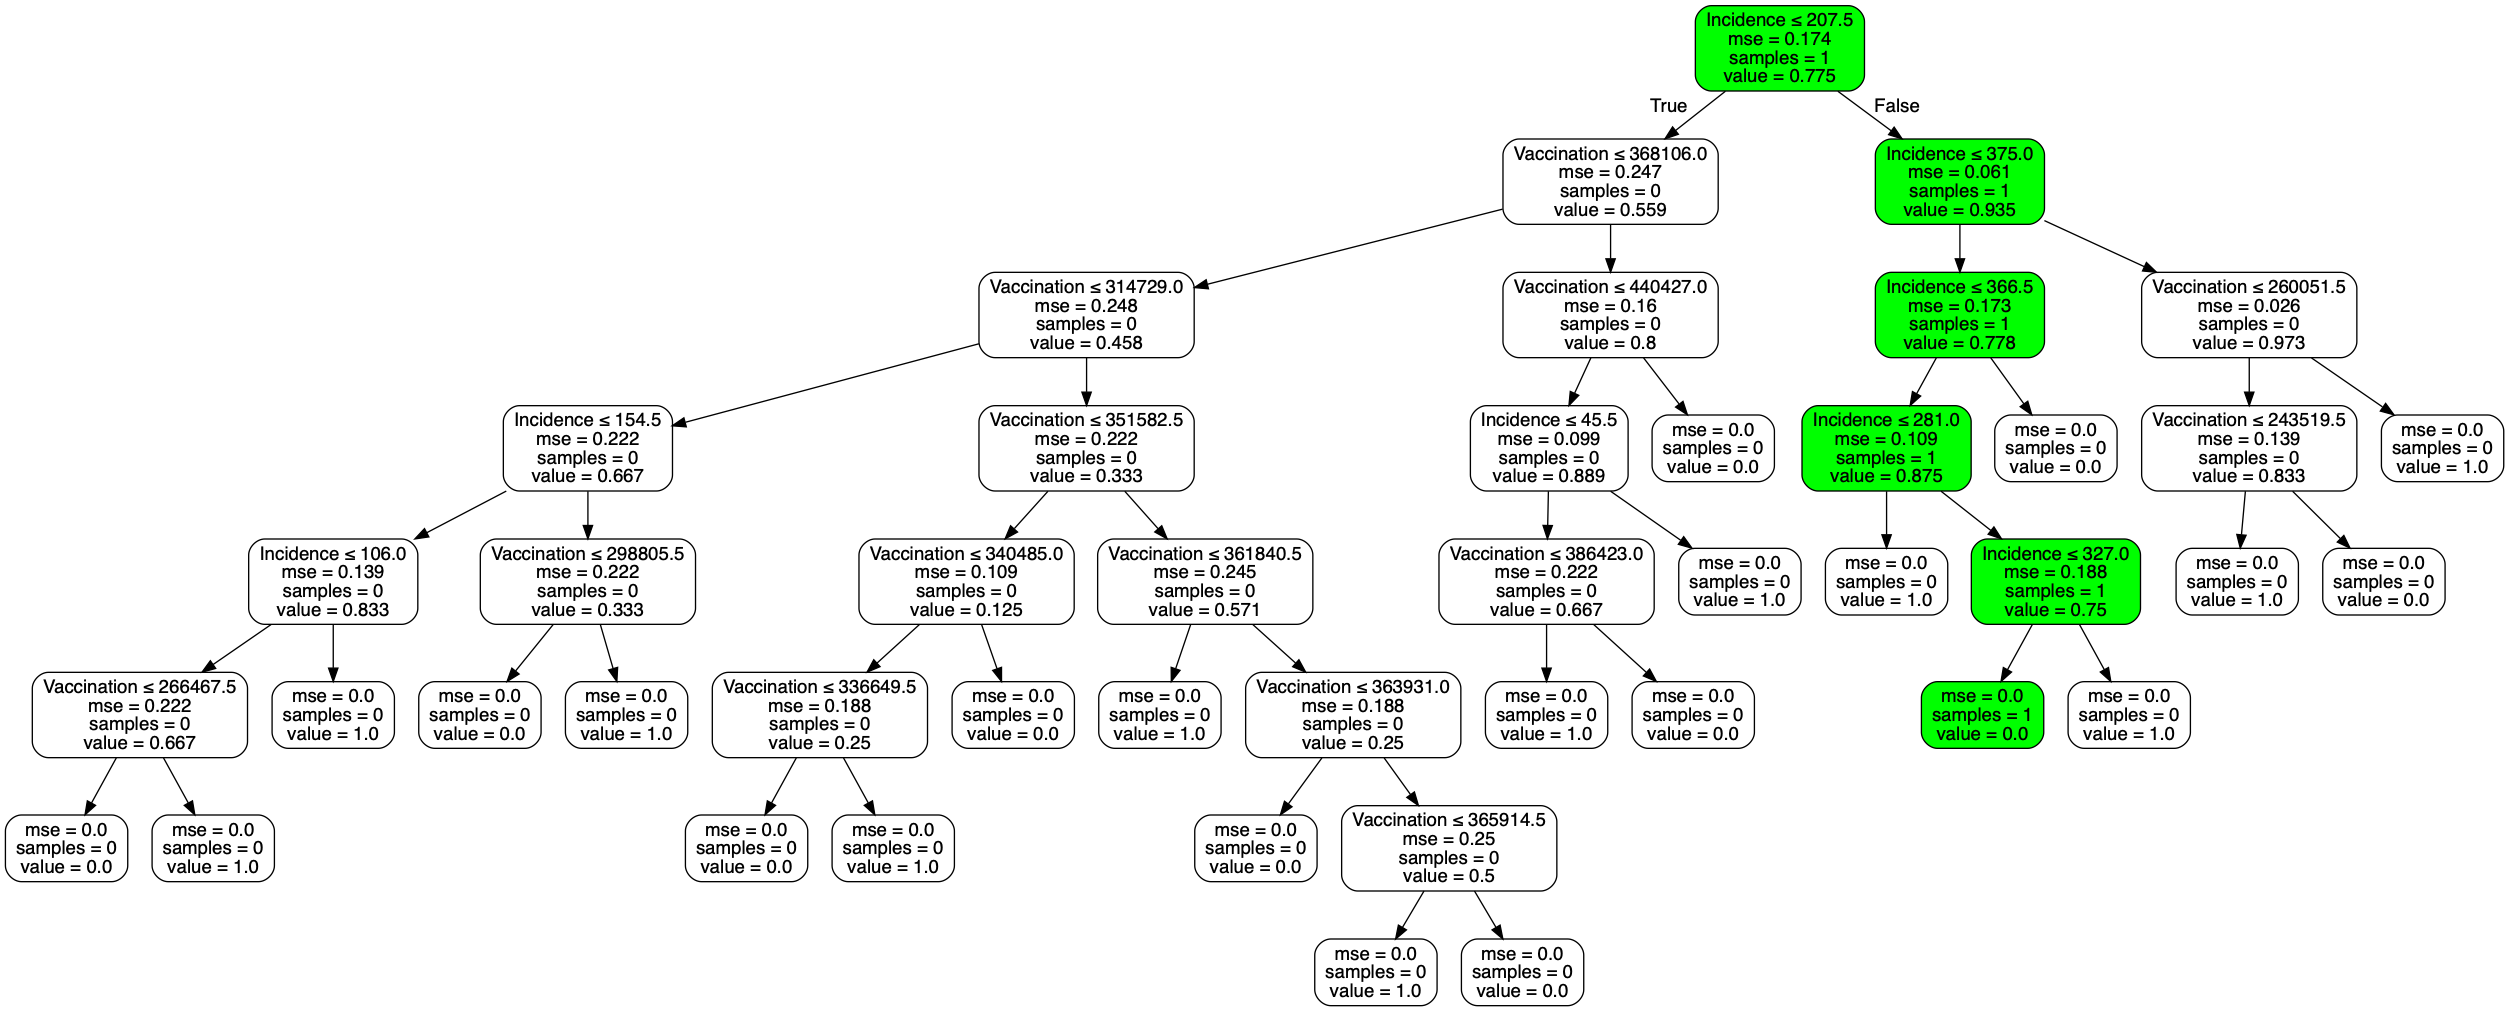 Incidence ≤ 207.5
mse = 0.174
samples = 1
value = 0.775
True
False
Vaccination ≤ 368106.0
mse = 0.247
samples = 0
value = 0.559
Incidence ≤ 375.0
mse = 0.061
samples = 1
value = 0.935
Vaccination ≤ 314729.0
mse = 0.248
samples = 0
value = 0.458
Vaccination ≤ 440427.0
mse = 0.16
samples = 0
value = 0.8
Incidence ≤ 366.5
mse = 0.173
samples = 1
value = 0.778
Vaccination ≤ 260051.5
mse = 0.026
samples = 0
value = 0.973
Incidence ≤ 154.5
mse = 0.222
samples = 0
value = 0.667
Vaccination ≤ 351582.5
mse = 0.222
samples = 0
value = 0.333
Incidence ≤ 45.5
mse = 0.099
samples = 0
value = 0.889
mse = 0.0
samples = 0
value = 0.0
Incidence ≤ 281.0
mse = 0.109
samples = 1
value = 0.875
mse = 0.0
samples = 0
value = 0.0
Vaccination ≤ 243519.5
mse = 0.139
samples = 0
value = 0.833
mse = 0.0
samples = 0
value = 1.0
Incidence ≤ 106.0
mse = 0.139
samples = 0
value = 0.833
Vaccination ≤ 298805.5
mse = 0.222
samples = 0
value = 0.333
Vaccination ≤ 340485.0
mse = 0.109
samples = 0
value = 0.125
Vaccination ≤ 361840.5
mse = 0.245
samples = 0
value = 0.571
Vaccination ≤ 386423.0
mse = 0.222
samples = 0
value = 0.667
mse = 0.0
samples = 0
value = 1.0
mse = 0.0
samples = 0
value = 1.0
Incidence ≤ 327.0
mse = 0.188
samples = 1
value = 0.75
mse = 0.0
samples = 0
value = 1.0
mse = 0.0
samples = 0
value = 0.0
Vaccination ≤ 266467.5
mse = 0.222
samples = 0
value = 0.667
mse = 0.0
samples = 0
value = 1.0
mse = 0.0
samples = 0
value = 0.0
mse = 0.0
samples = 0
value = 1.0
Vaccination ≤ 336649.5
mse = 0.188
samples = 0
value = 0.25
mse = 0.0
samples = 0
value = 0.0
mse = 0.0
samples = 0
value = 1.0
Vaccination ≤ 363931.0
mse = 0.188
samples = 0
value = 0.25
mse = 0.0
samples = 0
value = 1.0
mse = 0.0
samples = 0
value = 0.0
mse = 0.0
samples = 1
value = 0.0
mse = 0.0
samples = 0
value = 1.0
mse = 0.0
samples = 0
value = 0.0
mse = 0.0
samples = 0
value = 1.0
mse = 0.0
samples = 0
value = 0.0
mse = 0.0
samples = 0
value = 1.0
mse = 0.0
samples = 0
value = 0.0
Vaccination ≤ 365914.5
mse = 0.25
samples = 0
value = 0.5
mse = 0.0
samples = 0
value = 1.0
mse = 0.0
samples = 0
value = 0.0